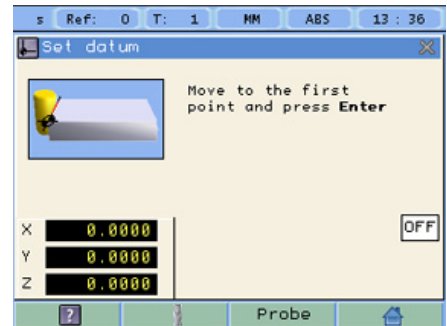 s Ref: 0 T: 1 MM ABS 13 : 36
Set datum
Move to the first
point and press Enter
X 0.0000
OFF
Y 0.0000
Z 0.0000
? Probe